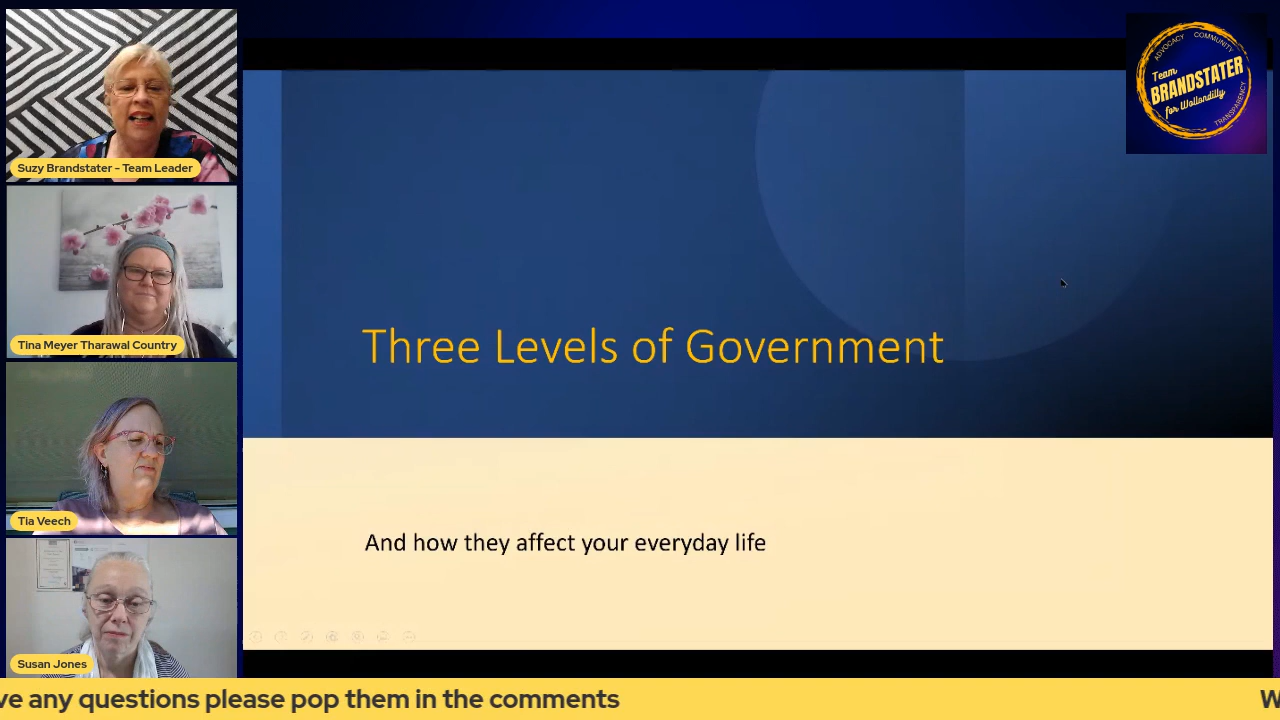 Suzy Brandstater - Team Leader
Tina Meyer Tharawal Country
Tia Veech
Susan Jones
ADVOCACY COMMUNITY
Team
BRANDSTATER
for Wollondilly
TRANSPARENCY
Three Levels of Government
And how they affect your everyday life
ve any questions please pop them in the comments
W